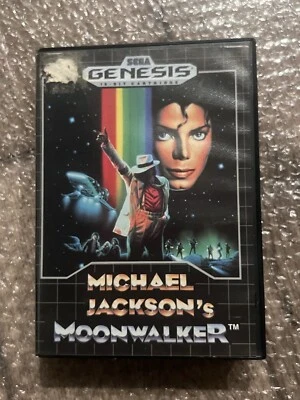 SEGA
GENESIS
16-BIT CARTRIDGE
MICHAEL
JACKSON's
MOONWALKER™